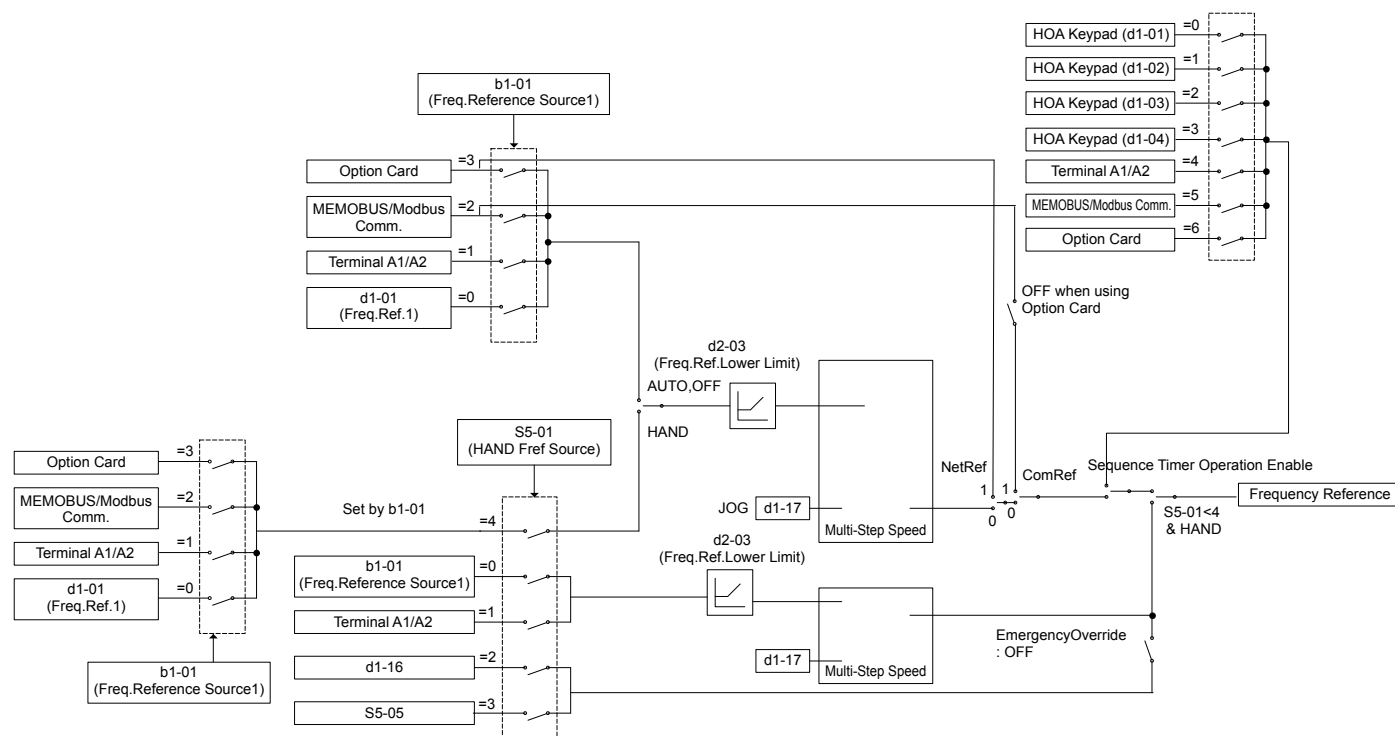 HOA Keypad (d1-01)
=0
HOA Keypad (d1-02)
=1
HOA Keypad (d1-03)
=2
HOA Keypad (d1-04)
=3
Terminal A1/A2
=4
MEMOBUS/Modbus Comm.
=5
Option Card
=6
b1-01
(Freq.Reference Source1)
Option Card
=3
MEMOBUS/Modbus
Comm.
=2
Terminal A1/A2
=1
d1-01
(Freq.Ref.1)
=0
OFF when using
Option Card
d2-03
(Freq.Ref.Lower Limit)
AUTO,OFF
HAND
JOG
d1-17
Multi-Step Speed
NetRef
1
0
ComRef
1
0
Sequence Timer Operation Enable
Frequency Reference
S5-01<4
& HAND
Option Card
=3
MEMOBUS/Modbus
Comm.
=2
Terminal A1/A2
=1
d1-01
(Freq.Ref.1)
=0
b1-01
(Freq.Reference Source1)
Set by b1-01
S5-01
(HAND Fref Source)
=4
b1-01
(Freq.Reference Source1)
=0
Terminal A1/A2
=1
d1-16
=2
S5-05
=3
d2-03
(Freq.Ref.Lower Limit)
d1-17
Multi-Step Speed
EmergencyOverride
: OFF